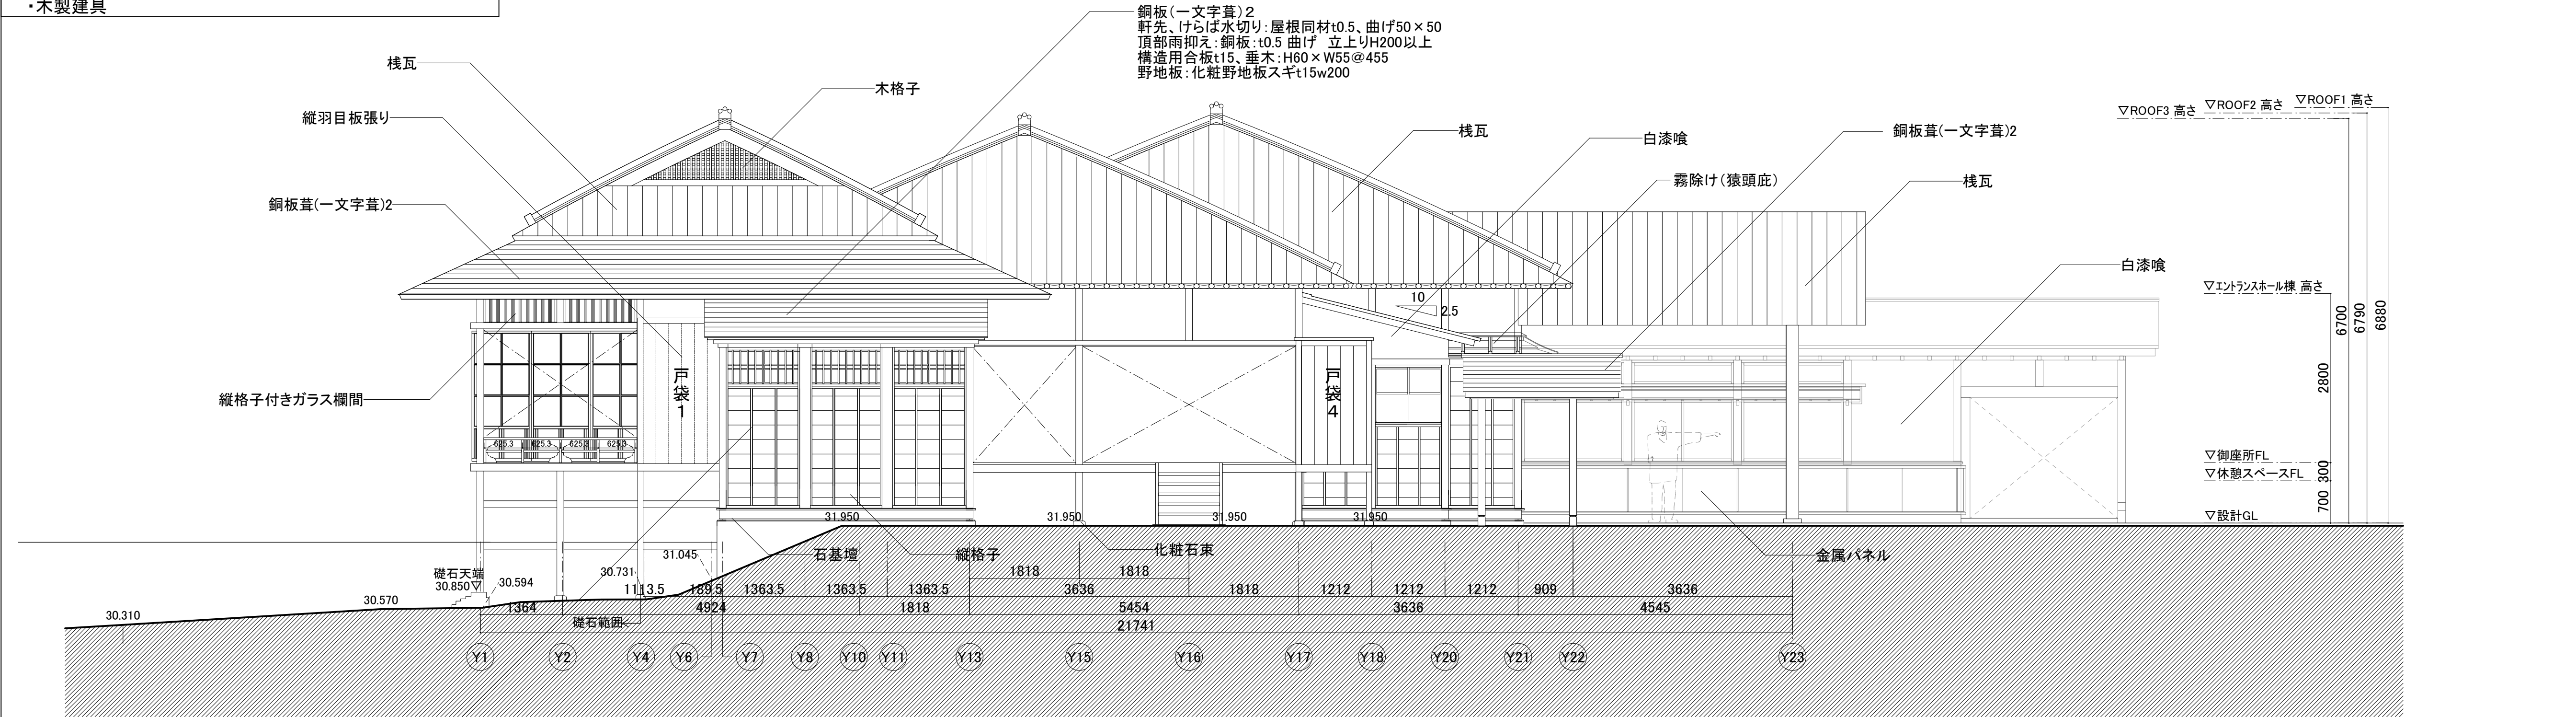 ・木製建具
銅板(一文字葺)2
軒先、けらば水切り:屋根同材t0.5、曲げ50×50
頂部雨抑え:銅板:t0.5 曲げ 立上りH200以上
構造用合板t15、垂木:H60×W55@455
野地板:化粧野地板スギt15w200
桟瓦
木格子
縦羽目板張り
銅板葺(一文字葺)2
縦格子付きガラス欄間
桟瓦
白漆喰
銅板葺(一文字葺)2
霧除け(猿頭庇)
桟瓦
白漆喰
▽ROOF3 高さ
▽ROOF2 高さ
▽ROOF1 高さ
▽エントランスホール棟 高さ
6700
6790
6880
2800
▽御座所FL
▽休憩スペースFL
300
700
▽設計GL
10
2.5
戸袋1
戸袋4
625.3 625.3 625.3 625.3
31.950 31.950 31.950 31.950
石基壇
縦格子
化粧石束
金属パネル
31.045
30.731
礎石天端
30.850▽
30.594
30.570
30.310
1818 1818
1113.5 189.5 1363.5 1363.5 1363.5 3636 1818 1212 1212 1212 909 3636
1364 4924 1818 5454 3636 4545
礎石範囲
21741
Y1 Y2 Y4 Y6 Y7 Y8 Y10 Y11 Y13 Y15 Y16 Y17 Y18 Y20 Y21 Y22 Y23